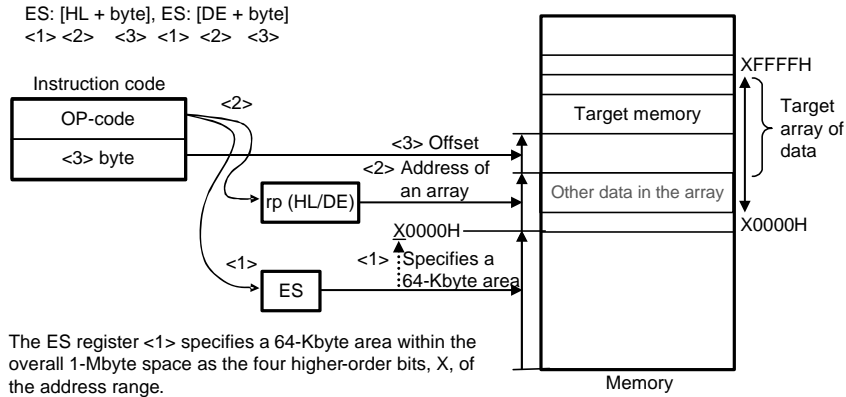 ES: [HL + byte], ES: [DE + byte]
<1> <2> <3> <1> <2> <3>
Instruction code
OP-code
<3> byte
<2>
<3> Offset
<2> Address of
an array
rp (HL/DE)
X0000H
<1> Specifies a
64-Kbyte area
<1>
ES
XFFFFH
Target memory
Target
array of
data
Other data in the array
X0000H
Memory
The ES register <1> specifies a 64-Kbyte area within the
overall 1-Mbyte space as the four higher-order bits, X, of
the address range.